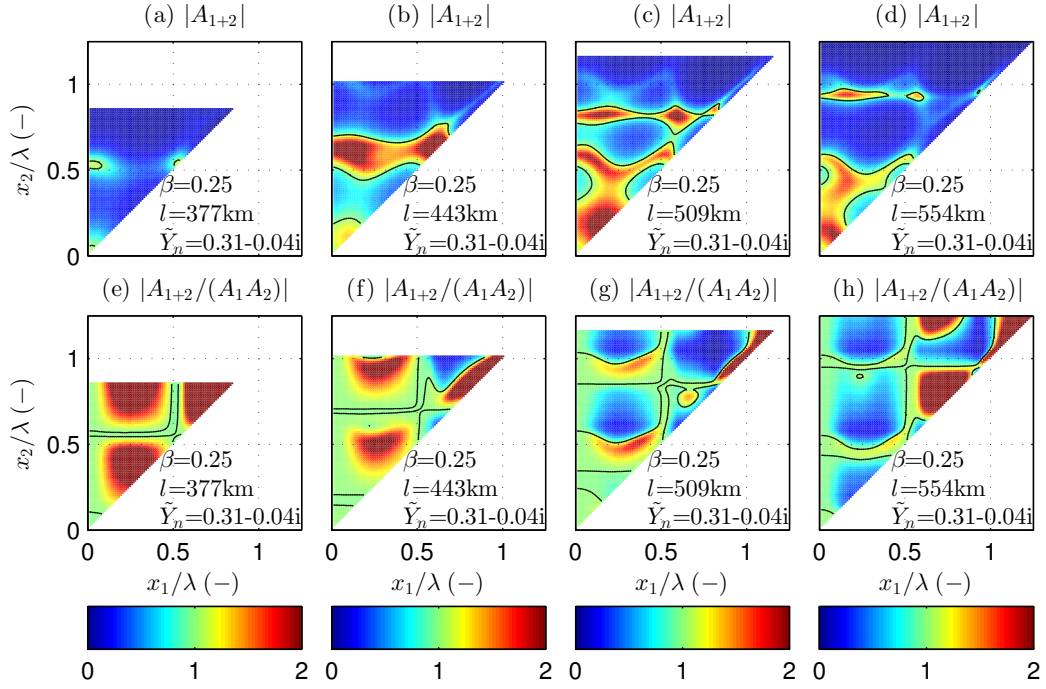 (a) |A₁₊₂| (b) |A₁₊₂| (c) |A₁₊₂| (d) |A₁₊₂|
1
0.5
0
x₂/λ (−)
β=0.25 β=0.25 β=0.25 β=0.25
l=377km l=443km l=509km l=554km
Ỹₙ=0.31-0.04i Ỹₙ=0.31-0.04i Ỹₙ=0.31-0.04i Ỹₙ=0.31-0.04i
(e) |A₁₊₂/(A₁A₂)| (f) |A₁₊₂/(A₁A₂)| (g) |A₁₊₂/(A₁A₂)| (h) |A₁₊₂/(A₁A₂)|
1
0.5
0
x₂/λ (−)
β=0.25 β=0.25 β=0.25 β=0.25
l=377km l=443km l=509km l=554km
Ỹₙ=0.31-0.04i Ỹₙ=0.31-0.04i Ỹₙ=0.31-0.04i Ỹₙ=0.31-0.04i
0 0.5 1 0 0.5 1 0 0.5 1 0 0.5 1
x₁/λ (−) x₁/λ (−) x₁/λ (−) x₁/λ (−)
0 1 2 0 1 2 0 1 2 0 1 2